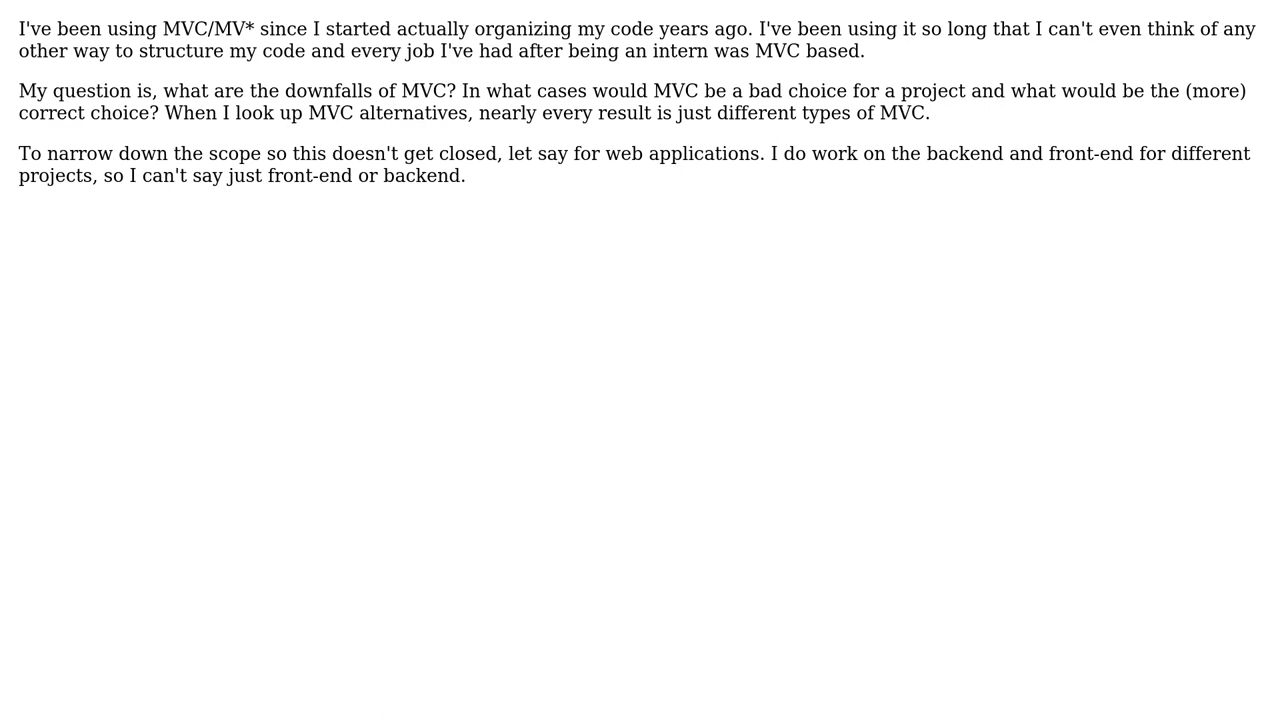 I've been using MVC/MV* since I started actually organizing my code years ago. I've been using it so long that I can't even think of any
other way to structure my code and every job I've had after being an intern was MVC based.
My question is, what are the downfalls of MVC? In what cases would MVC be a bad choice for a project and what would be the (more)
correct choice? When I look up MVC alternatives, nearly every result is just different types of MVC.
To narrow down the scope so this doesn't get closed, let say for web applications. I do work on the backend and front-end for different
projects, so I can't say just front-end or backend.